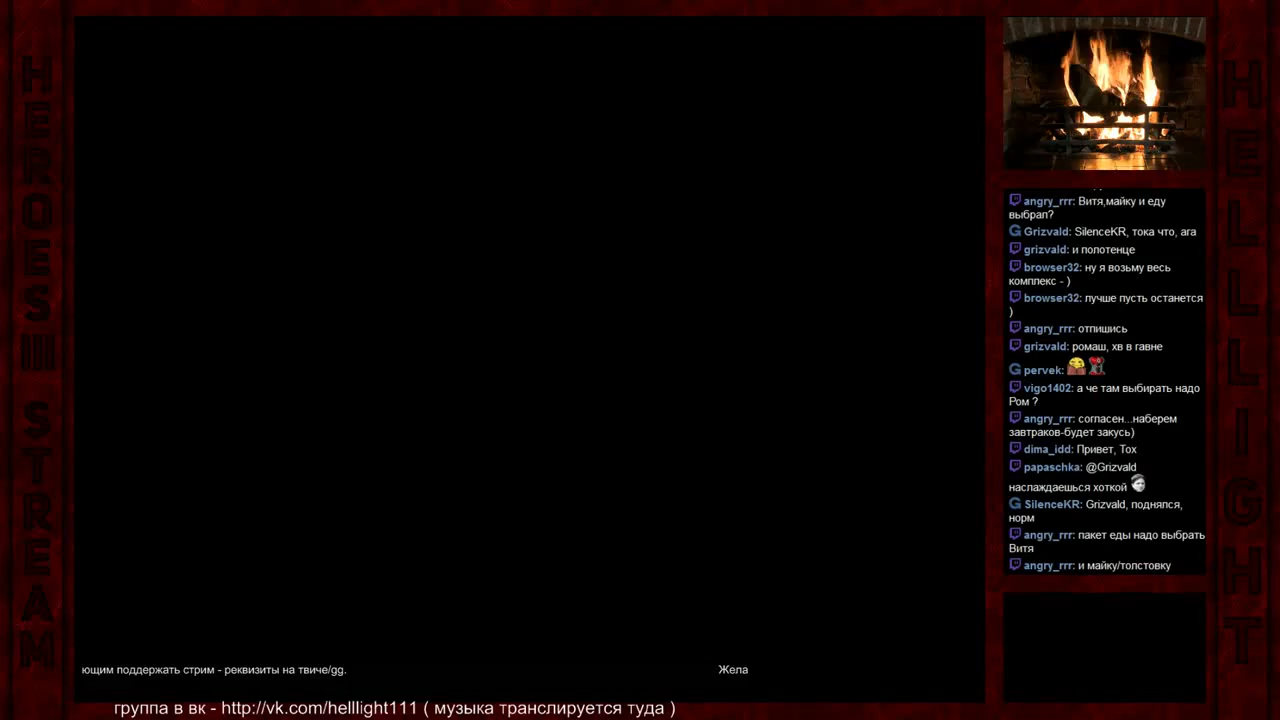 HEROES III STREAM
angry_rrr: Витя,майку и еду
выбрал?
Grizvald: SilenceKR, тока что, ага
grizvald: и полотенце
browser32: ну я возьму весь
комплекс - )
browser32: лучше пусть останется
)
angry_rrr: отпишись
grizvald: ромаш, хв в гавне
pervek:
vigo1402: а че там выбирать надо
Ром ?
angry_rrr: согласен...наберем
завтраков-будет закусь)
dima_idd: Привет, Тох
papaschka: @Grizvald
наслаждаешься хоткой
SilenceKR: Grizvald, поднялся,
норм
angry_rrr: пакет еды надо выбрать
Витя
angry_rrr: и майку/толстовку
HELLLIGHT
ющим поддержать стрим - реквизиты на твиче/gg.
Жела
группа в вк - http://vk.com/helllight111 ( музыка транслируется туда )